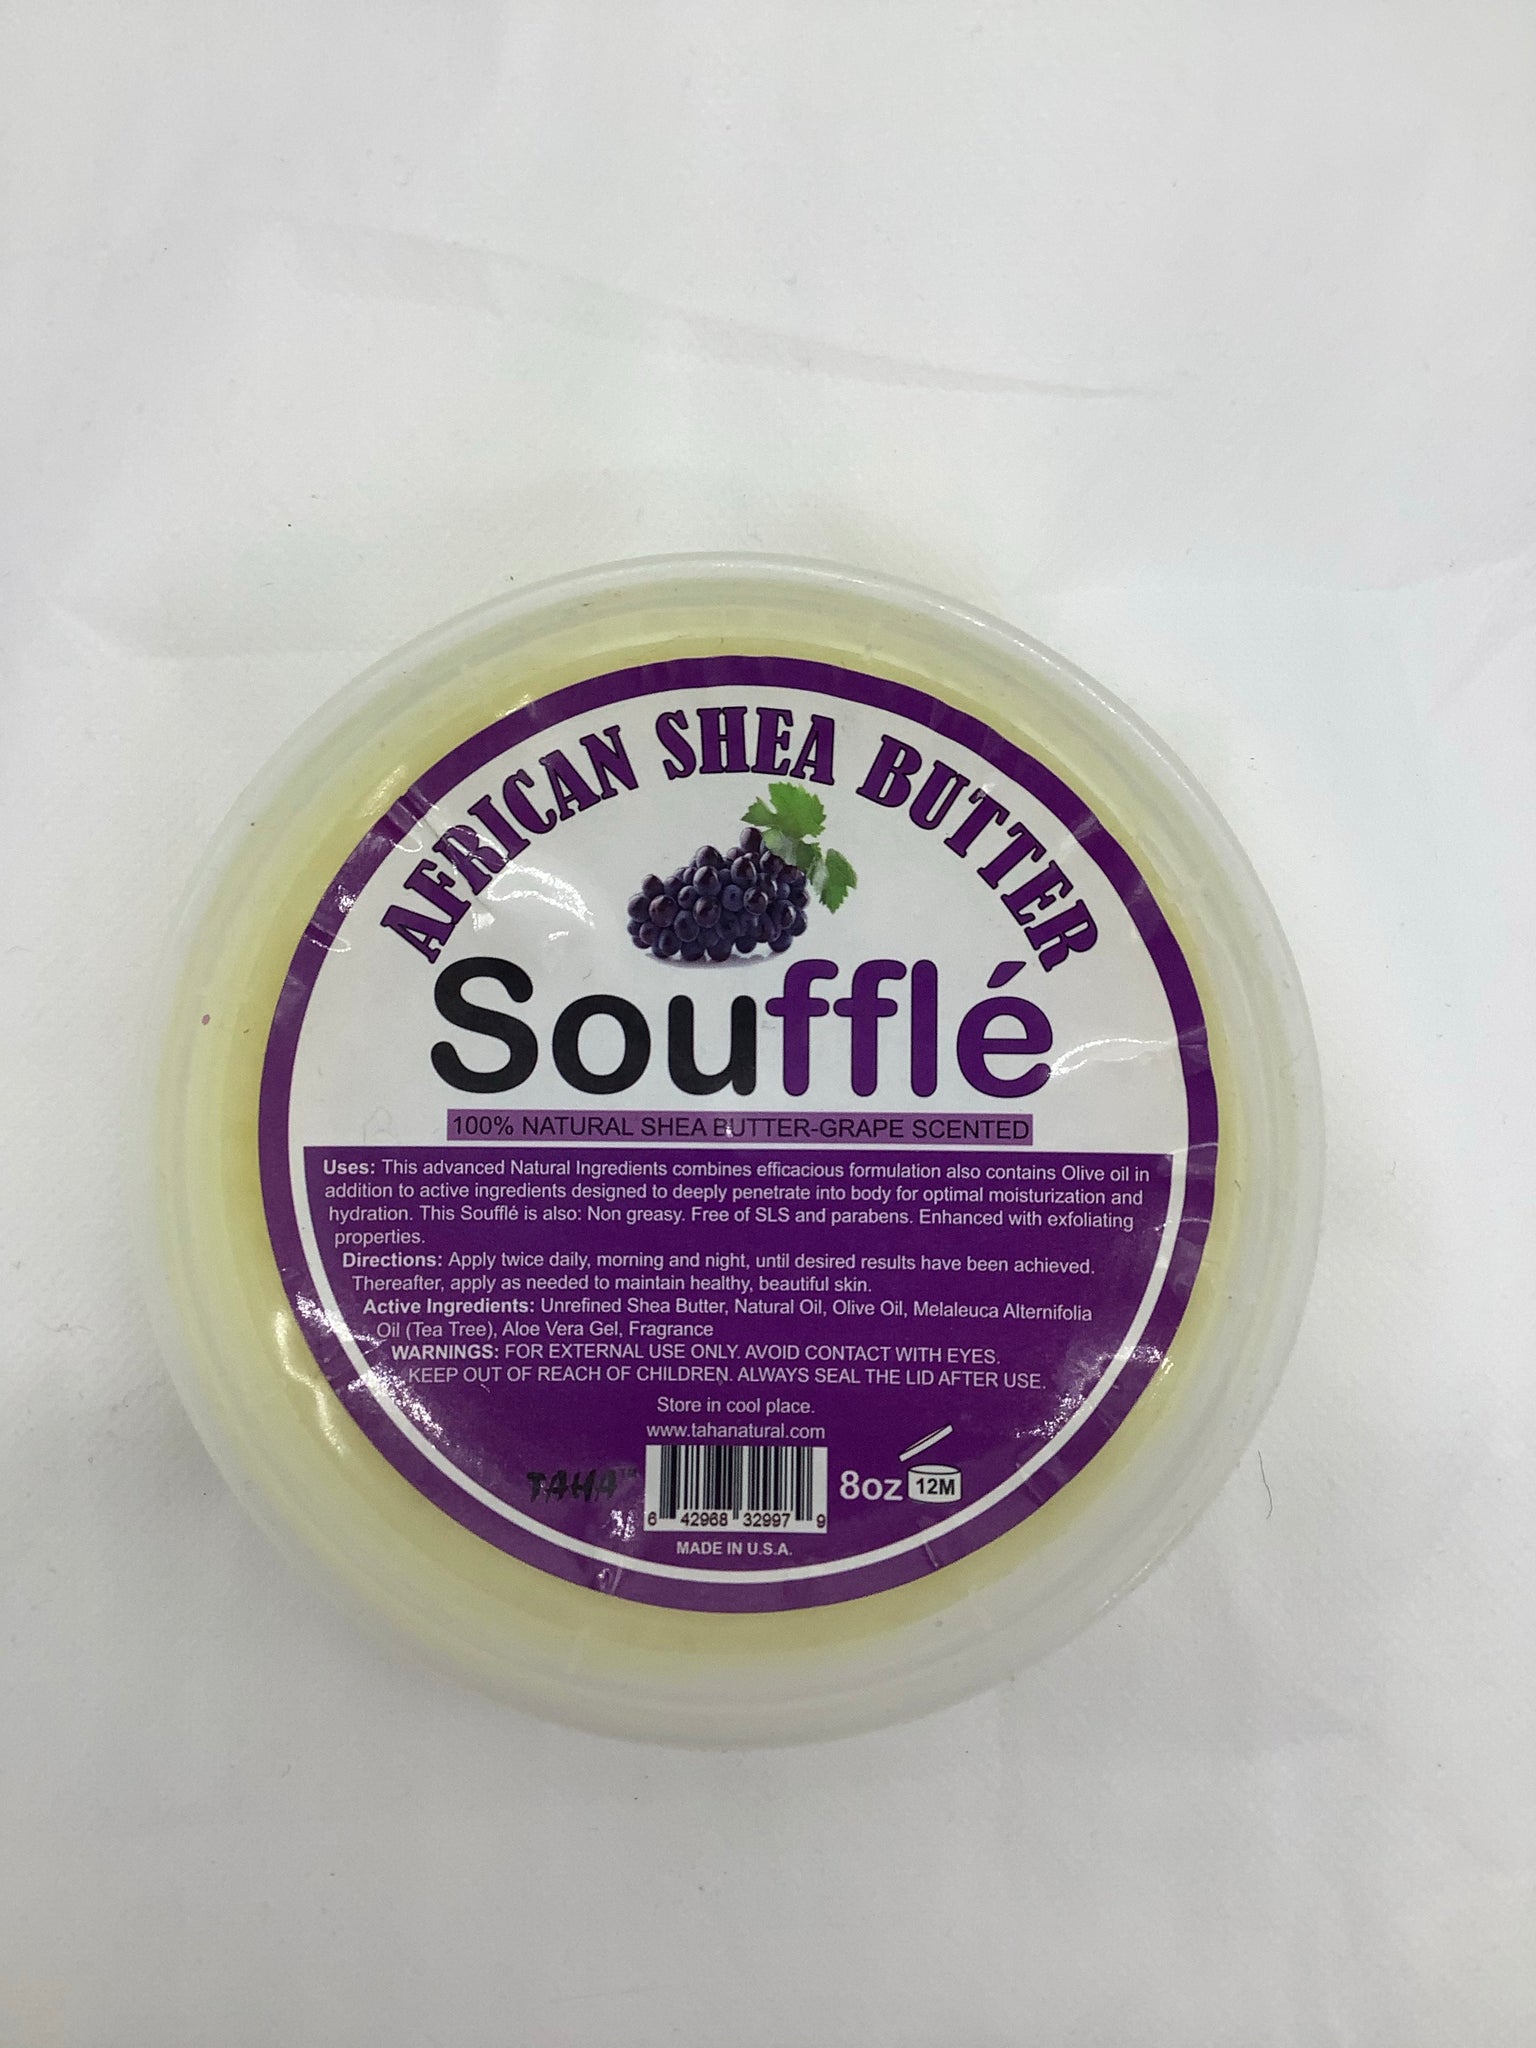 AFRICAN SHEA BUTTER
Soufflé
100% NATURAL SHEA BUTTER-GRAPE SCENTED
Uses: This advanced Natural Ingredients combines efficacious formulation also contains Olive oil in
addition to active ingredients designed to deeply penetrate into body for optimal moisturization and
hydration. This Soufflé is also: Non greasy. Free of SLS and parabens. Enhanced with exfoliating
properties.
Directions: Apply twice daily, morning and night, until desired results have been achieved.
Thereafter, apply as needed to maintain healthy, beautiful skin.
Active Ingredients: Unrefined Shea Butter, Natural Oil, Olive Oil, Melaleuca Alternifolia
Oil (Tea Tree), Aloe Vera Gel, Fragrance
WARNINGS: FOR EXTERNAL USE ONLY. AVOID CONTACT WITH EYES.
KEEP OUT OF REACH OF CHILDREN. ALWAYS SEAL THE LID AFTER USE.
Store in cool place.
www.tahanatural.com
TAHA™ 8oz 12M
6 42968 32997 9
MADE IN U.S.A.